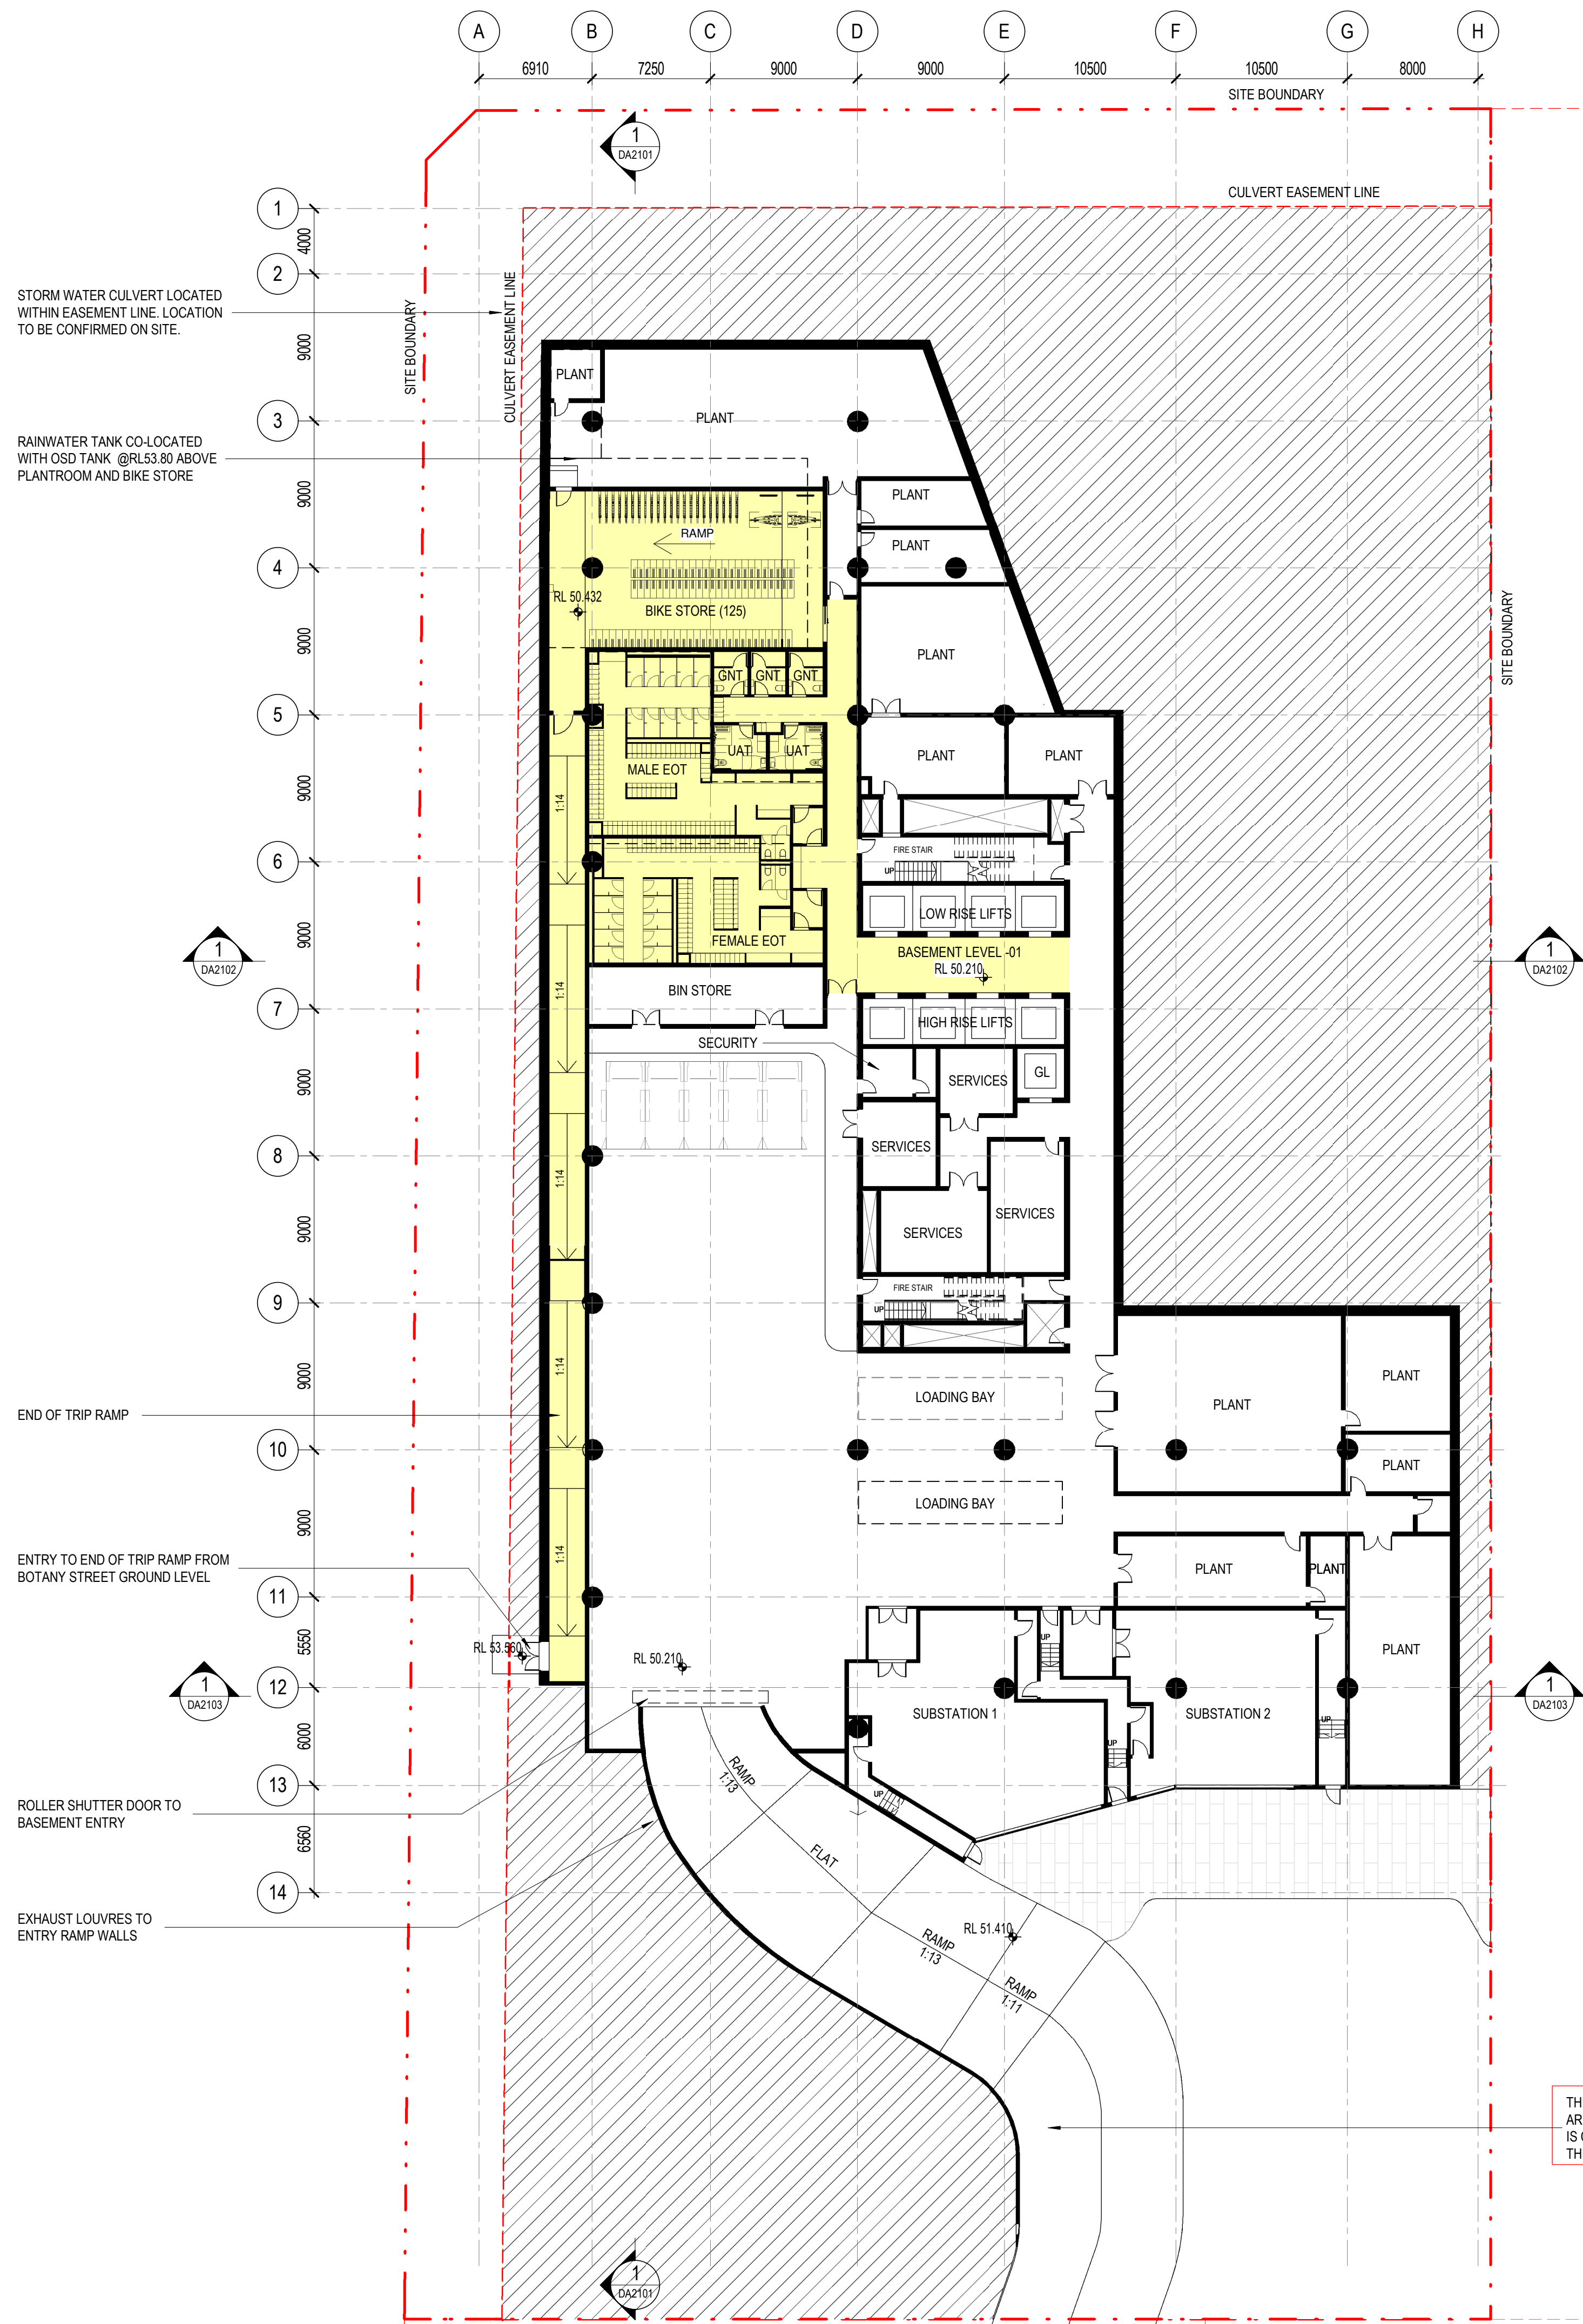 A B C D E F G H
6910 7250 9000 9000 10500 10500 8000
SITE BOUNDARY
1
DA2101
CULVERT EASEMENT LINE
1
4000
2
STORM WATER CULVERT LOCATED
WITHIN EASEMENT LINE. LOCATION
TO BE CONFIRMED ON SITE.
SITE BOUNDARY
CULVERT EASEMENT LINE
9000
PLANT
3
PLANT
RAINWATER TANK CO-LOCATED
WITH OSD TANK @RL53.80 ABOVE
PLANTROOM AND BIKE STORE
9000
PLANT
RAMP
PLANT
4
RL 50.432
BIKE STORE (125)
9000
SITE BOUNDARY
PLANT
GNT GNT GNT
5
UAT UAT
PLANT PLANT
MALE EOT
9000
1:14
6
FIRE STAIR
UP
LOW RISE LIFTS
9000
FEMALE EOT
BASEMENT LEVEL -01
RL 50.210
1
DA2102
1
DA2102
1:14
BIN STORE
7
HIGH RISE LIFTS
SECURITY
GL
SERVICES
9000
8
SERVICES
1:14
SERVICES
SERVICES
9000
FIRE STAIR
9
UP
9000
1:14
PLANT
LOADING BAY
PLANT
END OF TRIP RAMP
10
PLANT
LOADING BAY
9000
1:14
ENTRY TO END OF TRIP RAMP FROM
BOTANY STREET GROUND LEVEL
PLANT PLANT
11
5550
UP
RL 53.560
RL 50.210
PLANT
1
DA2103
12
1
DA2103
SUBSTATION 1
SUBSTATION 2
UP
UP
6000
RAMP
1:13
13
UP
ROLLER SHUTTER DOOR TO
BASEMENT ENTRY
6560
FLAT
14
EXHAUST LOUVRES TO
ENTRY RAMP WALLS
RL 51.410
RAMP
1:13
RAMP
1:11
TH
AR
IS
TH
1
DA2101